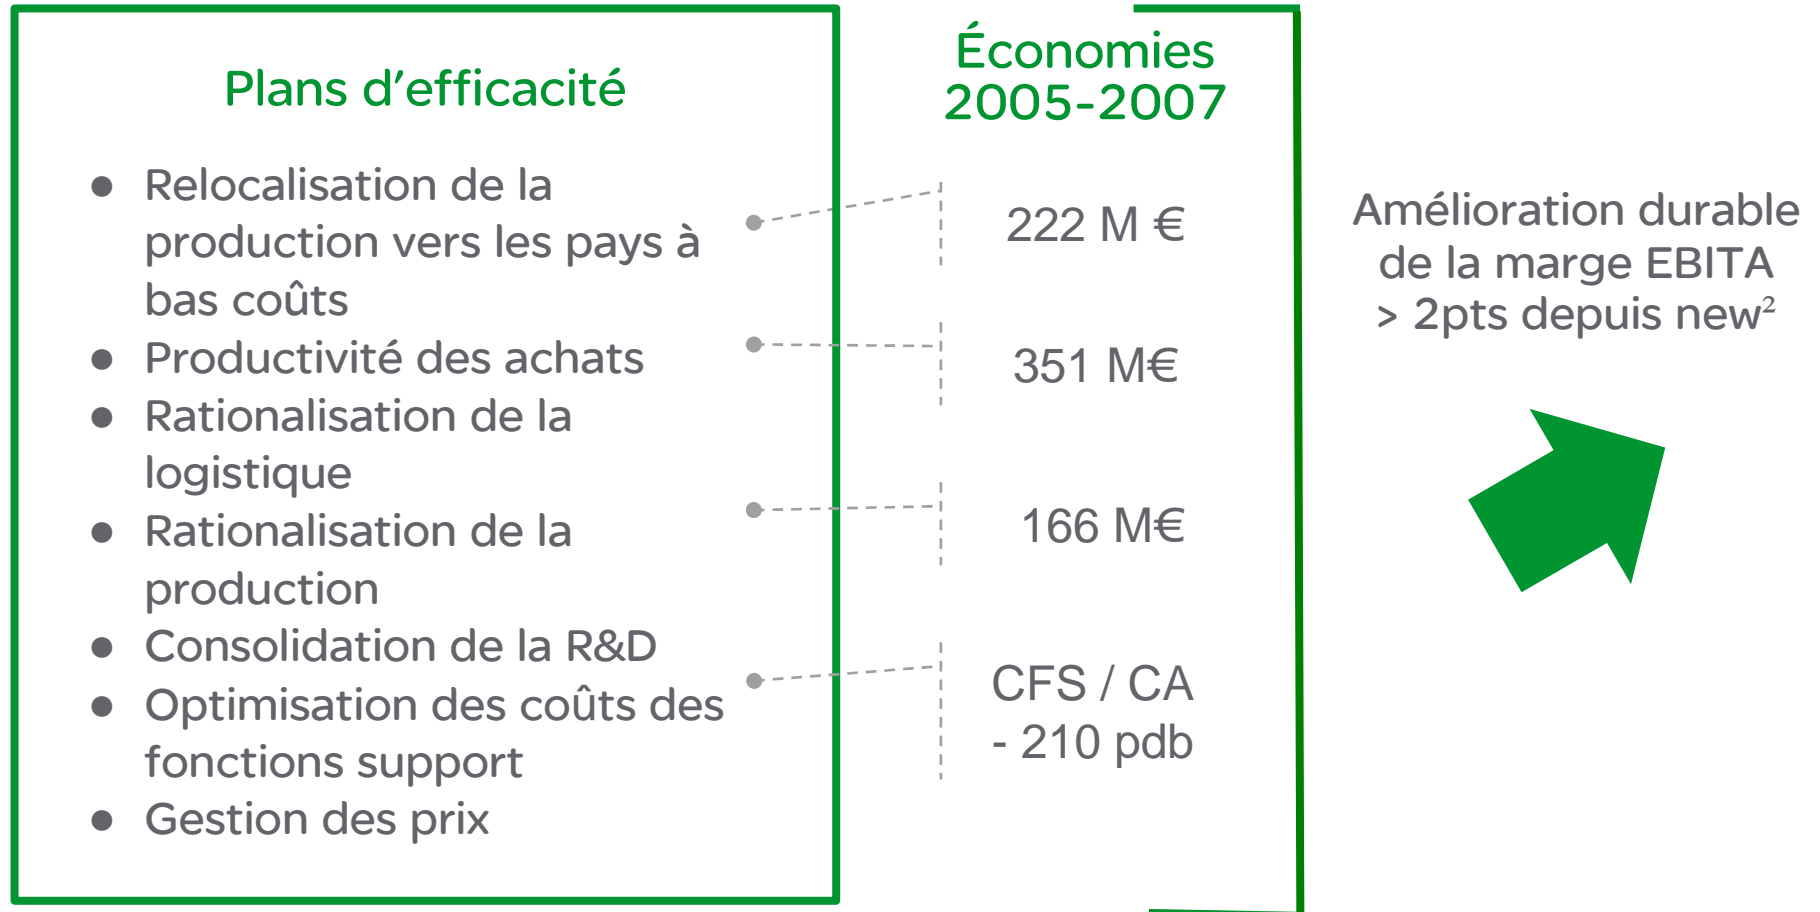 Plans d'efficacité
● Relocalisation de la
production vers les pays à
bas coûts
● Productivité des achats
● Rationalisation de la
logistique
● Rationalisation de la
production
● Consolidation de la R&D
● Optimisation des coûts des
fonctions support
● Gestion des prix
Économies
2005-2007
222 M €
351 M€
166 M€
CFS / CA
- 210 pdb
Amélioration durable
de la marge EBITA
> 2pts depuis new²